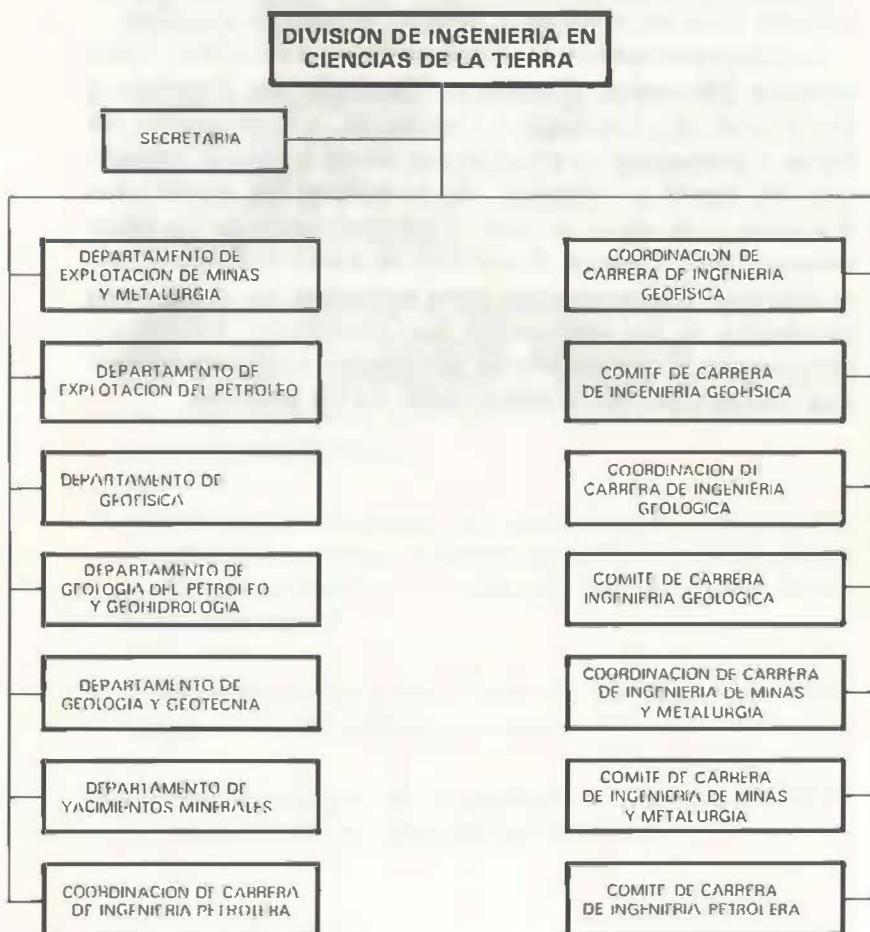 DIVISION DE INGENIERIA EN
CIENCIAS DE LA TIERRA
SECRETARIA
DEPARTAMENTO DE
EXPLOTACION DE MINAS
Y METALURGIA
DEPARTAMENTO DE
EXPLOTACION DEL PETROLEO
DEPARTAMENTO DE
GEOFISICA
DEPARTAMENTO DE
GEOLOGIA DEL PETROLEO
Y GEOHIDROLOGIA
DEPARTAMENTO DE
GEOLOGIA Y GEOTECNIA
DEPARTAMENTO DE
YACIMIENTOS MINERALES
COORDINACION DE CARRERA
DE INGENIERIA PETROLERA
COORDINACION DE
CARRERA DE INGENIERIA
GEOFISICA
COMITE DE CARRERA
DE INGENIERIA GEOFISICA
COORDINACION DE
CARRERA DE INGENIERIA
GEOLOGICA
COMITE DE CARRERA
INGENIERIA GEOLOGICA
COORDINACION DE CARRERA
DE INGENIERIA DE MINAS
Y METALURGIA
COMITE DE CARRERA
DE INGENIERIA DE MINAS
Y METALURGIA
COMITE DE CARRERA
DE INGENIERIA PETROLERA